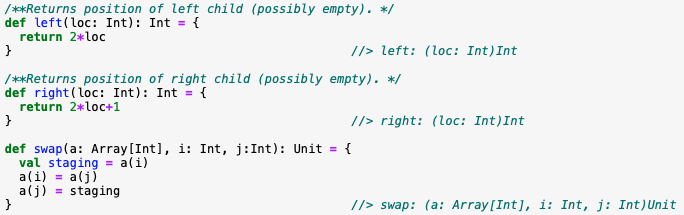 /**Returns position of left child (possibly empty). */
def left(loc: Int): Int = {
  return 2*loc
}                                                //> left: (loc: Int)Int

/**Returns position of right child (possibly empty). */
def right(loc: Int): Int = {
  return 2*loc+1
}                                                //> right: (loc: Int)Int

def swap(a: Array[Int], i: Int, j:Int): Unit = {
  val staging = a(i)
  a(i) = a(j)
  a(j) = staging
}                                                //> swap: (a: Array[Int], i: Int, j: Int)Unit